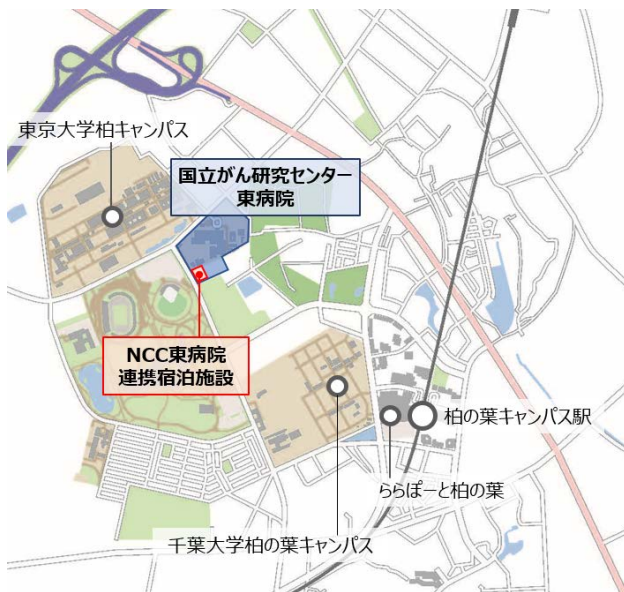 東京大学柏キャンパス
国立がん研究センター
東病院
NCC東病院
連携宿泊施設
柏の葉キャンパス駅
ららぽーと柏の葉
千葉大学柏の葉キャンパス